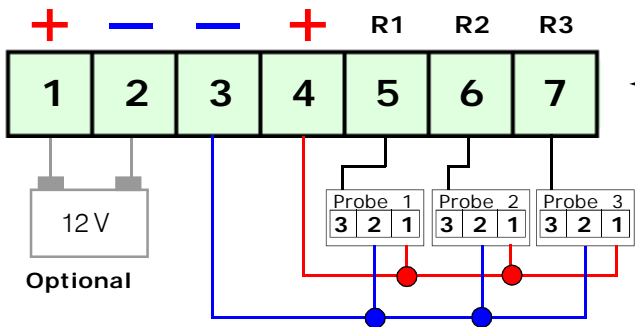 + − − + R1 R2 R3
1 2 3 4 5 6 7
Probe 1 Probe 2 Probe 3
3 2 1 3 2 1 3 2 1
12V
Optional